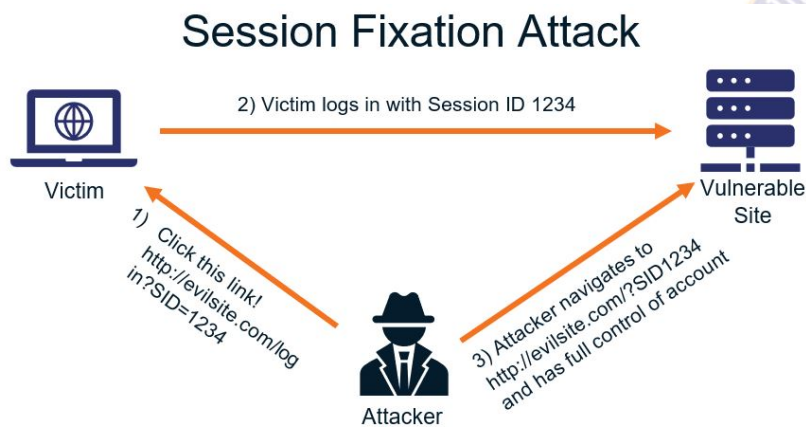 Session Fixation Attack
2) Victim logs in with Session ID 1234
Victim
Vulnerable
Site
1) Click this link!
http://evilsite.com/log
in?SID=1234
3) Attacker navigates to
http://evilsite.com/?SID1234
and has full control of account
Attacker